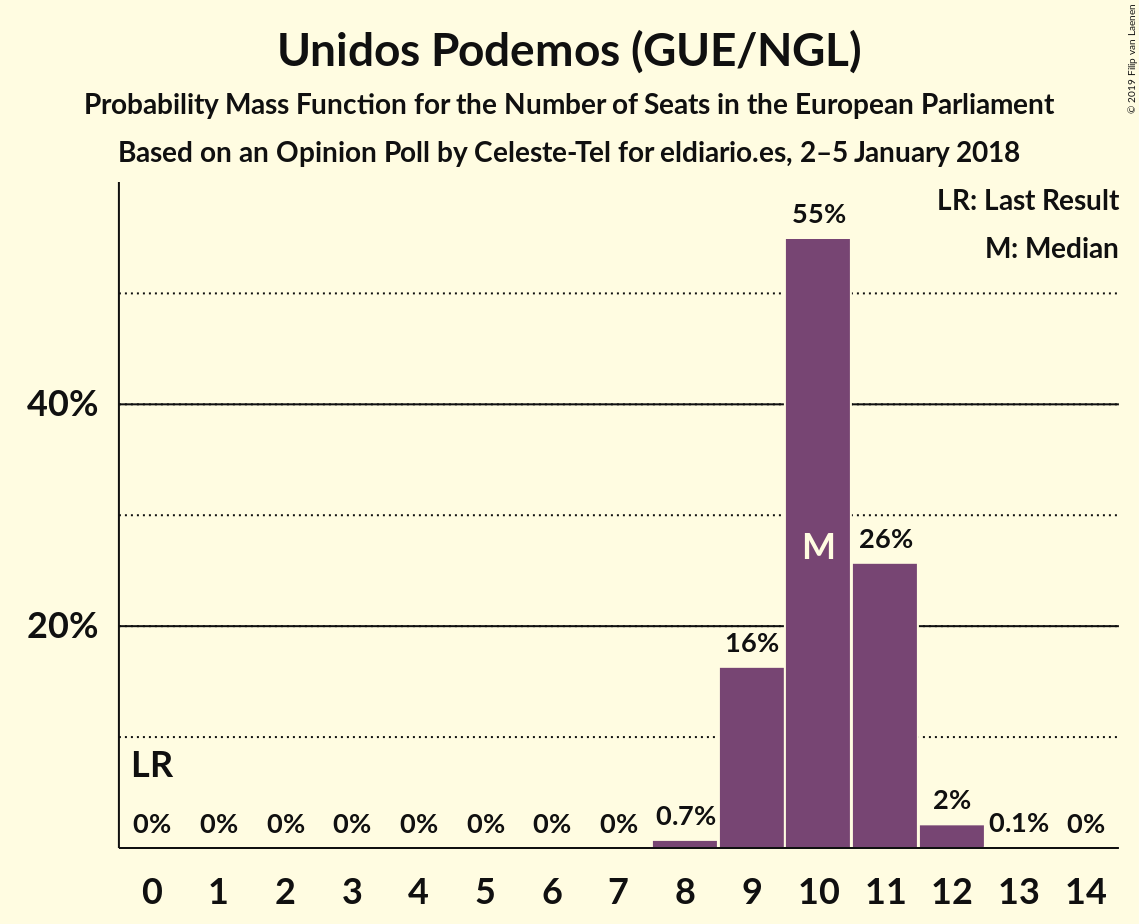 Unidos Podemos (GUE/NGL)
Probability Mass Function for the Number of Seats in the European Parliament
Based on an Opinion Poll by Celeste-Tel for eldiario.es, 2–5 January 2018
© 2019 Filip van Laenen
LR: Last Result
M: Median
55%
40%
M
26%
20%
16%
LR
0% 0% 0% 0% 0% 0% 0% 0% 0.7% 2% 0.1% 0%
0 1 2 3 4 5 6 7 8 9 10 11 12 13 14